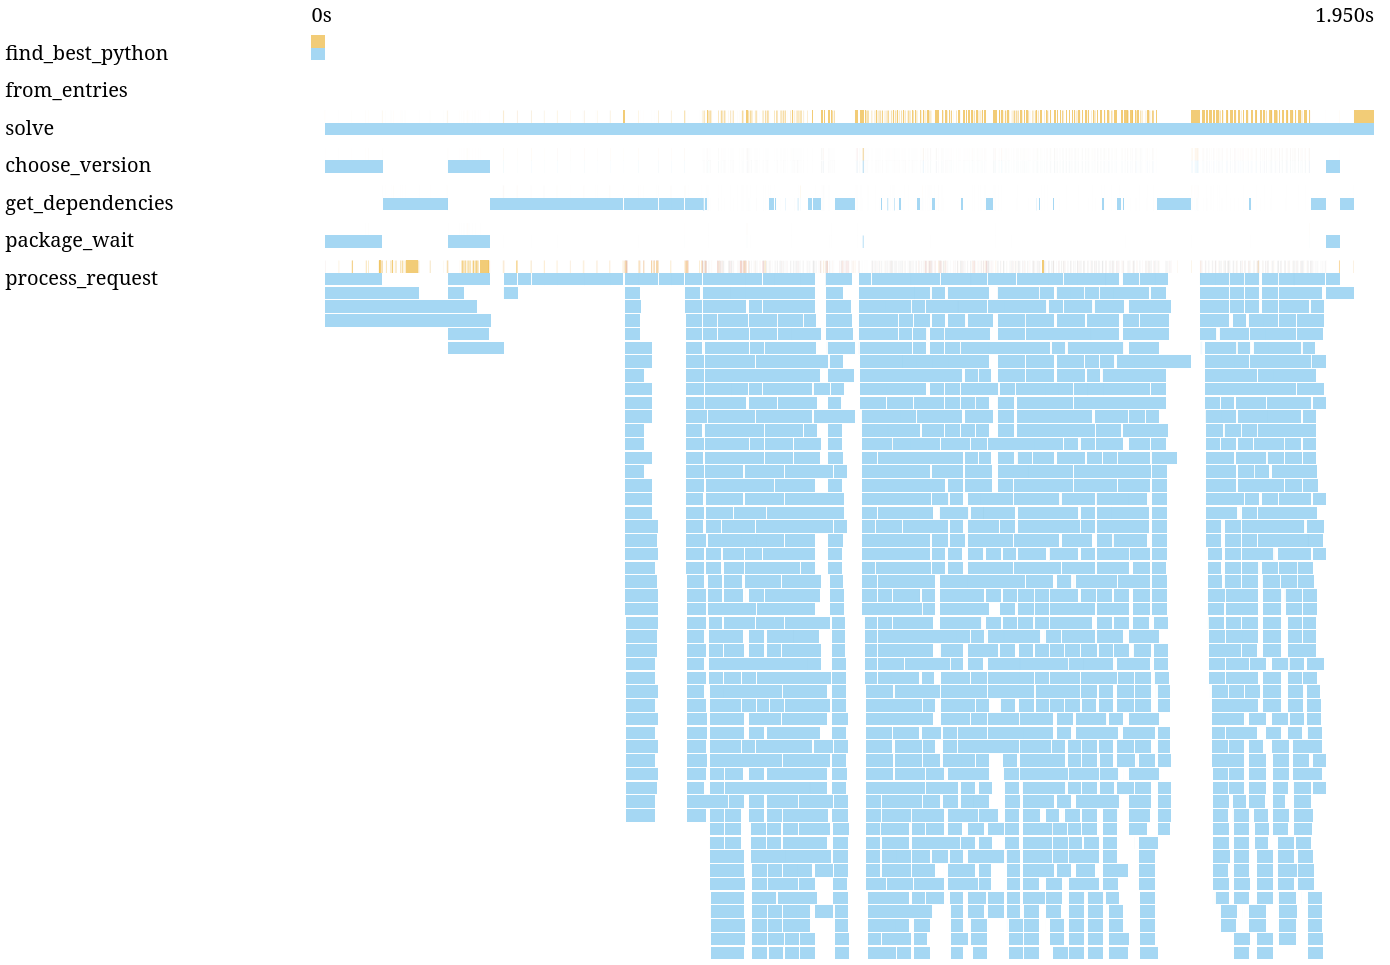 0s 1.950s
find_best_python
from_entries
solve
choose_version
get_dependencies
package_wait
process_request